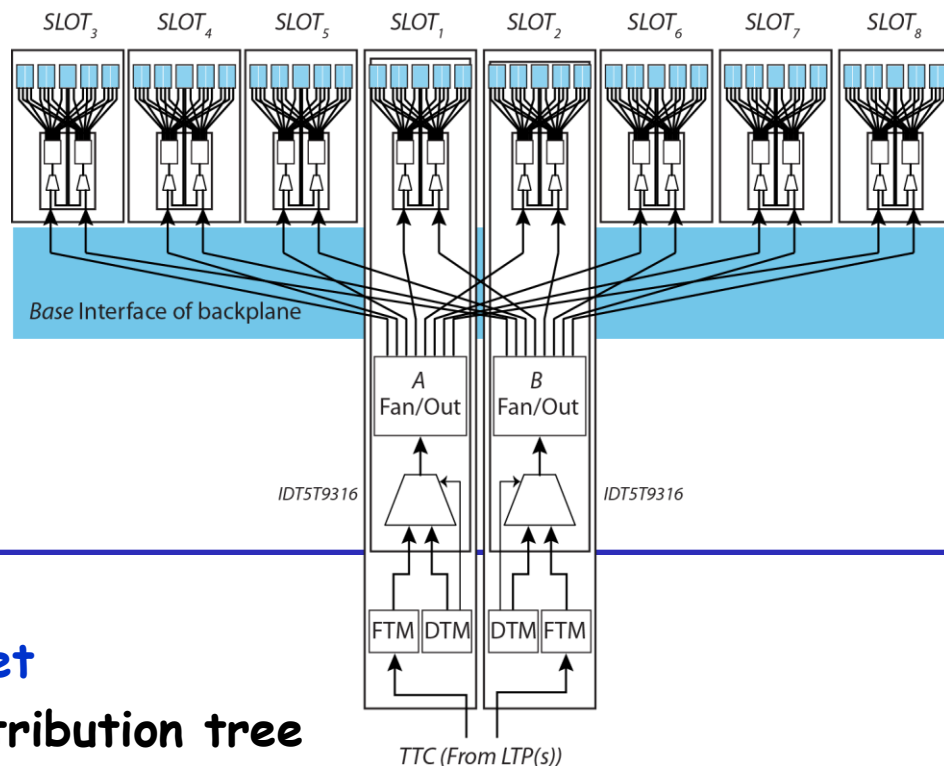 SLOT₃ SLOT₄ SLOT₅ SLOT₁ SLOT₂ SLOT₆ SLOT₇ SLOT₈
Base Interface of backplane
A Fan/Out B Fan/Out
IDT5T9316 IDT5T9316
FTM DTM DTM FTM
et
tribution tree
TTC (From LTP(s))